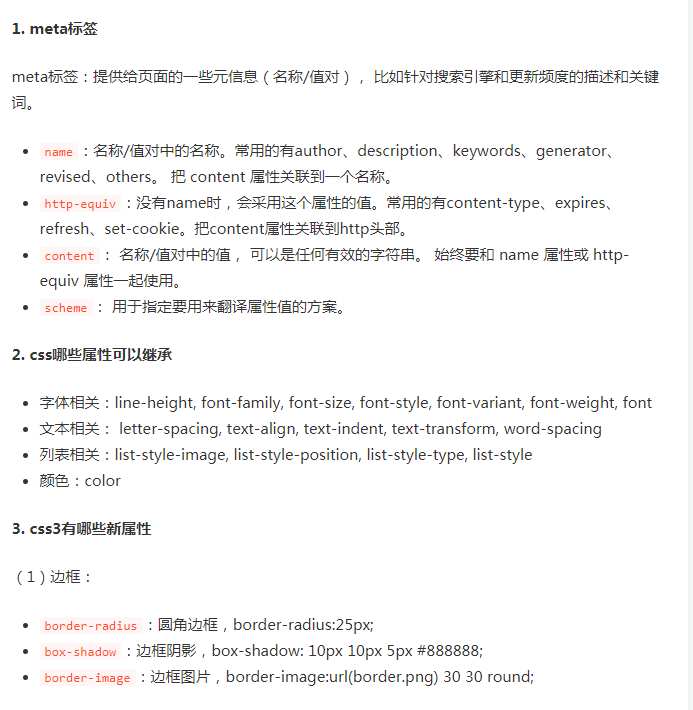 1. meta标签
meta标签：提供给页面的一些元信息（名称/值对）， 比如针对搜索引擎和更新频度的描述和关键
词。
name ：名称/值对中的名称。常用的有author、description、keywords、generator、
revised、others。 把 content 属性关联到一个名称。
http-equiv ：没有name时，会采用这个属性的值。常用的有content-type、expires、
refresh、set-cookie。把content属性关联到http头部。
content ： 名称/值对中的值， 可以是任何有效的字符串。 始终要和 name 属性或 http-
equiv 属性一起使用。
scheme ： 用于指定要用来翻译属性值的方案。
2. css哪些属性可以继承
字体相关：line-height, font-family, font-size, font-style, font-variant, font-weight, font
文本相关： letter-spacing, text-align, text-indent, text-transform, word-spacing
列表相关：list-style-image, list-style-position, list-style-type, list-style
颜色：color
3. css3有哪些新属性
（1）边框：
border-radius ：圆角边框，border-radius:25px;
box-shadow ：边框阴影，box-shadow: 10px 10px 5px #888888;
border-image ：边框图片，border-image:url(border.png) 30 30 round;